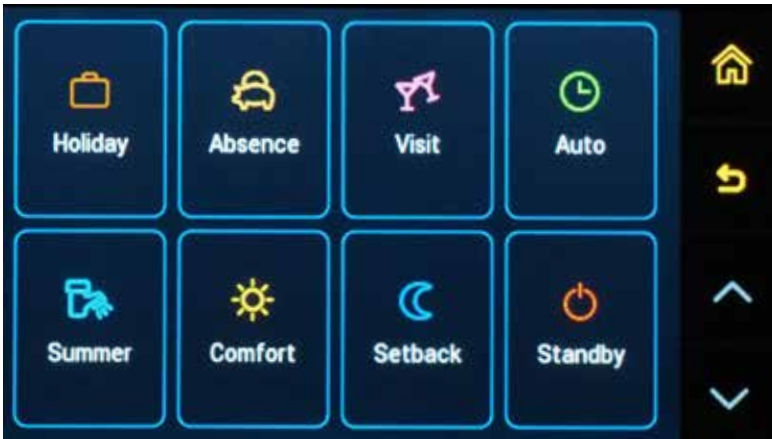 Holiday
Absence
Visit
Auto
Summer
Comfort
Setback
Standby